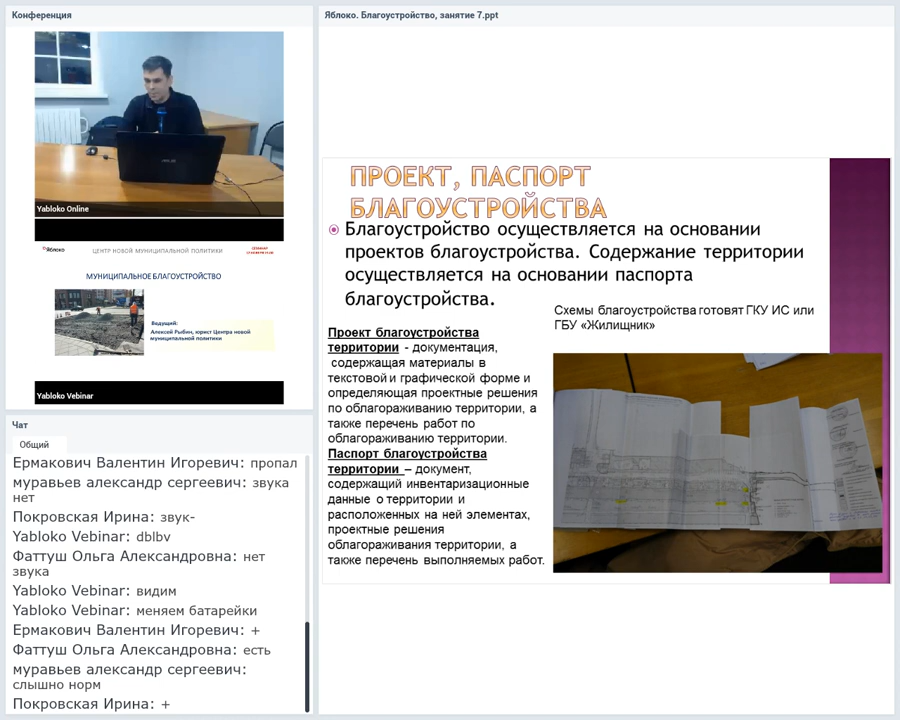 Конференция
Yabloko Online
Яблоко
ЦЕНТР НОВОЙ МУНИЦИПАЛЬНОЙ ПОЛИТИКИ
МУНИЦИПАЛЬНОЕ БЛАГОУСТРОЙСТВО
Ведущий:
Алексей Рыбин, юрист Центра новой
муниципальной политики
Yabloko Vebinar
Чат
Общий
Ермакович Валентин Игоревич: пропал
муравьев александр сергеевич: звука
нет
Покровская Ирина: звук-
Yabloko Vebinar: dblbv
Фаттуш Ольга Александровна: нет
звука
Yabloko Vebinar: видим
Yabloko Vebinar: меняем батарейки
Ермакович Валентин Игоревич: +
Фаттуш Ольга Александровна: есть
муравьев александр сергеевич:
слышно норм
Покровская Ирина: +
Яблоко. Благоустройство, занятие 7.ppt
ПРОЕКТ, ПАСПОРТ
БЛАГОУСТРОЙСТВА
Благоустройство осуществляется на основании
проектов благоустройства. Содержание территории
осуществляется на основании паспорта
благоустройства.
Схемы благоустройства готовят ГКУ ИС или
ГБУ «Жилищник»
Проект благоустройства
территории - документация,
содержащая материалы в
текстовой и графической форме и
определяющая проектные решения
по облагораживанию территории, а
также перечень работ по
облагораживанию территории.
Паспорт благоустройства
территории – документ,
содержащий инвентаризационные
данные о территории и
расположенных на ней элементах,
проектные решения
облагораживания территории, а
также перечень выполняемых работ.